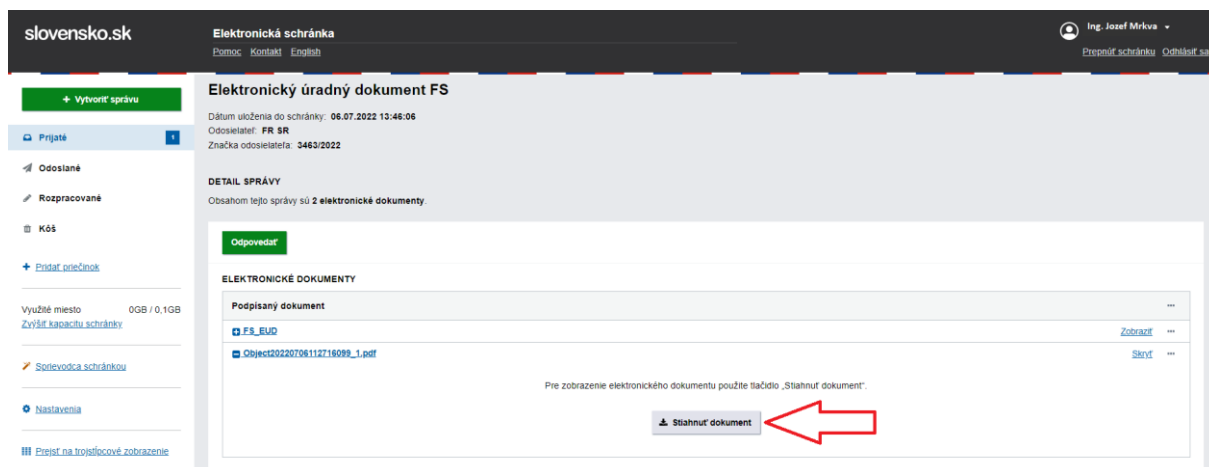 slovensko.sk
Elektronická schránka
Pomoc Kontakt English
Ing. Jozef Mrkva
Prepnúť schránku Odhlásiť sa
+ Vytvoriť správu
Prijaté 1
Odoslané
Rozpracované
Kôš
+ Pridať priečinok
Využité miesto 0GB / 0,1GB
Zvýšiť kapacitu schránky
Sprievodca schránkou
Nastavenia
Prejsť na trojstĺpcové zobrazenie
Elektronický úradný dokument FS
Dátum uloženia do schránky: 06.07.2022 13:46:06
Odosielateľ: FR SR
Značka odosielateľa: 3463/2022
DETAIL SPRÁVY
Obsahom tejto správy sú 2 elektronické dokumenty.
Odpovedať
ELEKTRONICKÉ DOKUMENTY
Podpísaný dokument ...
FS_EUD Zobraziť ...
Object20220706112716099_1.pdf Skryť ...
Pre zobrazenie elektronického dokumentu použite tlačidlo „Stiahnuť dokument“.
Stiahnuť dokument